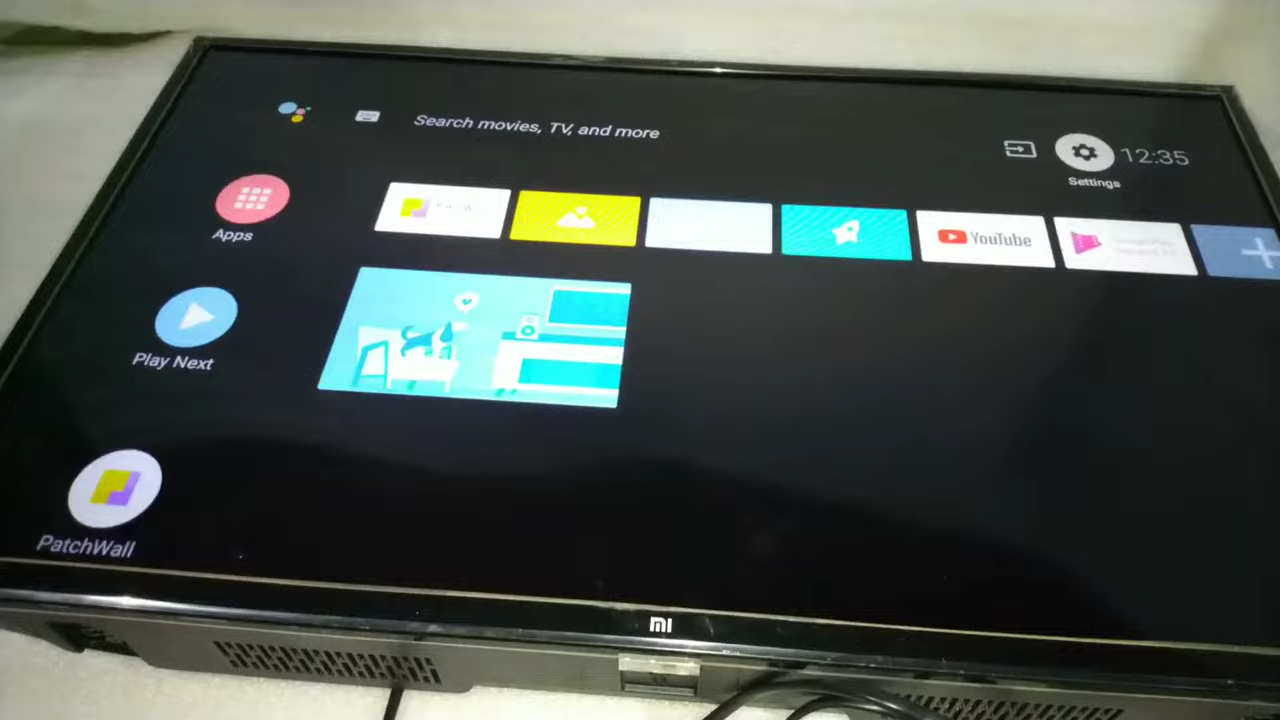 Search movies, TV, and more
12:35
Settings
Apps
YouTube
Play Next
PatchWall
mi